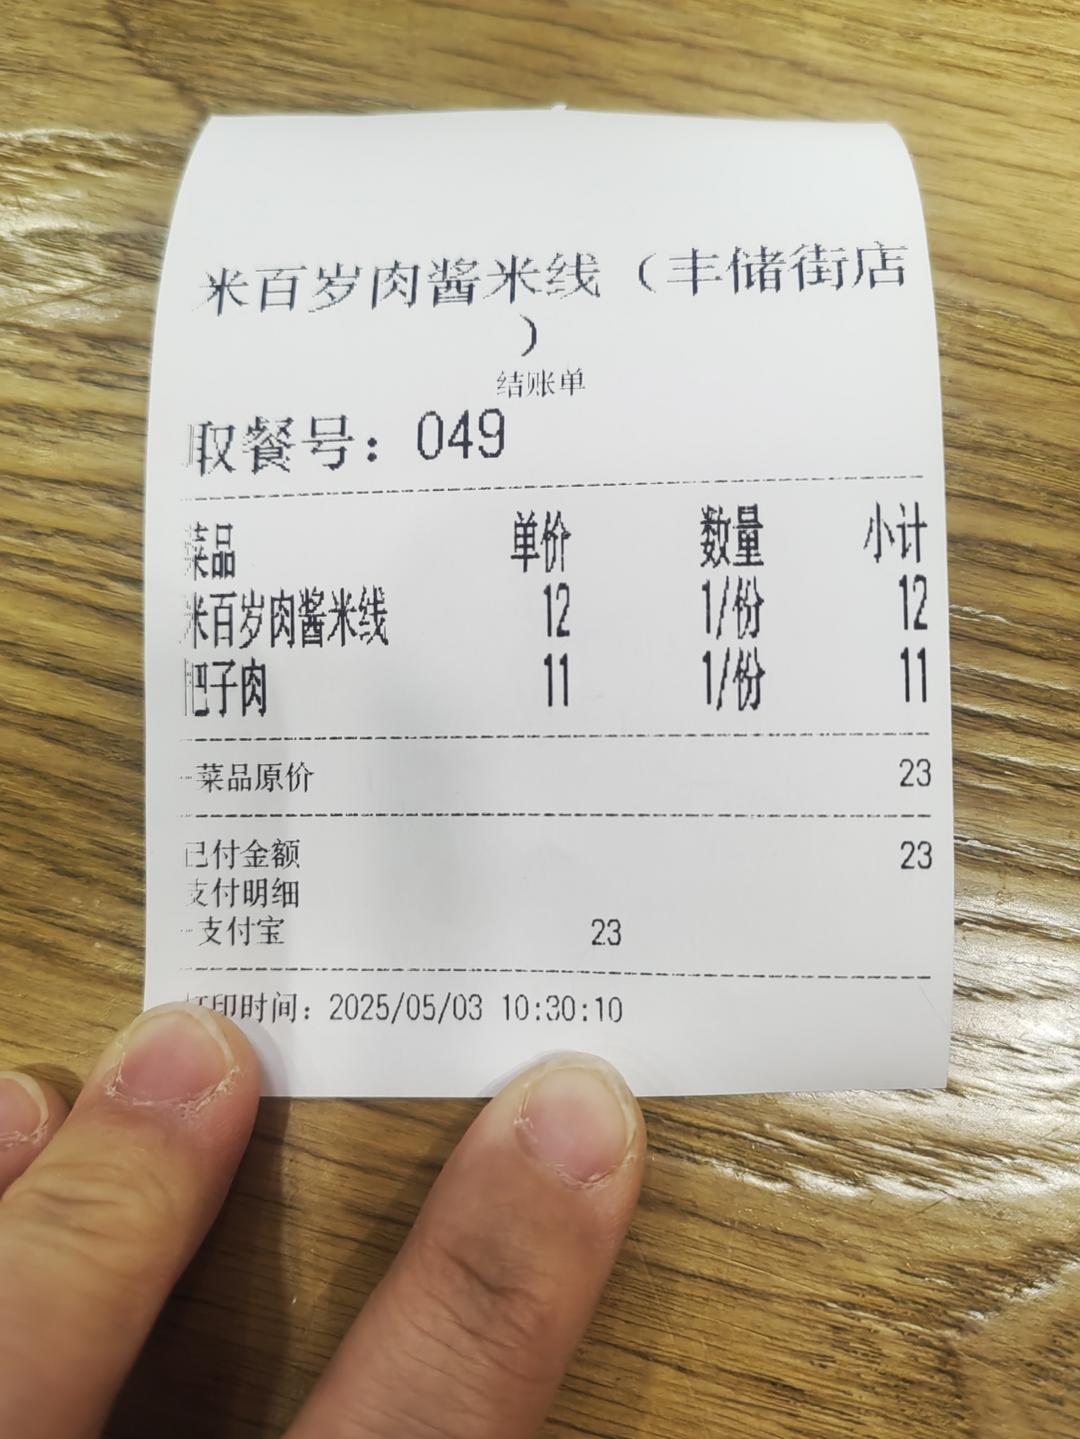 米百岁肉酱米线（丰储街店
）
结账单
取餐号：049
菜品 单价 数量 小计
米百岁肉酱米线 12 1/份 12
把子肉 11 1/份 11
-菜品原价 23
已付金额 23
支付明细
-支付宝 23
打印时间：2025/05/03 10:30:10